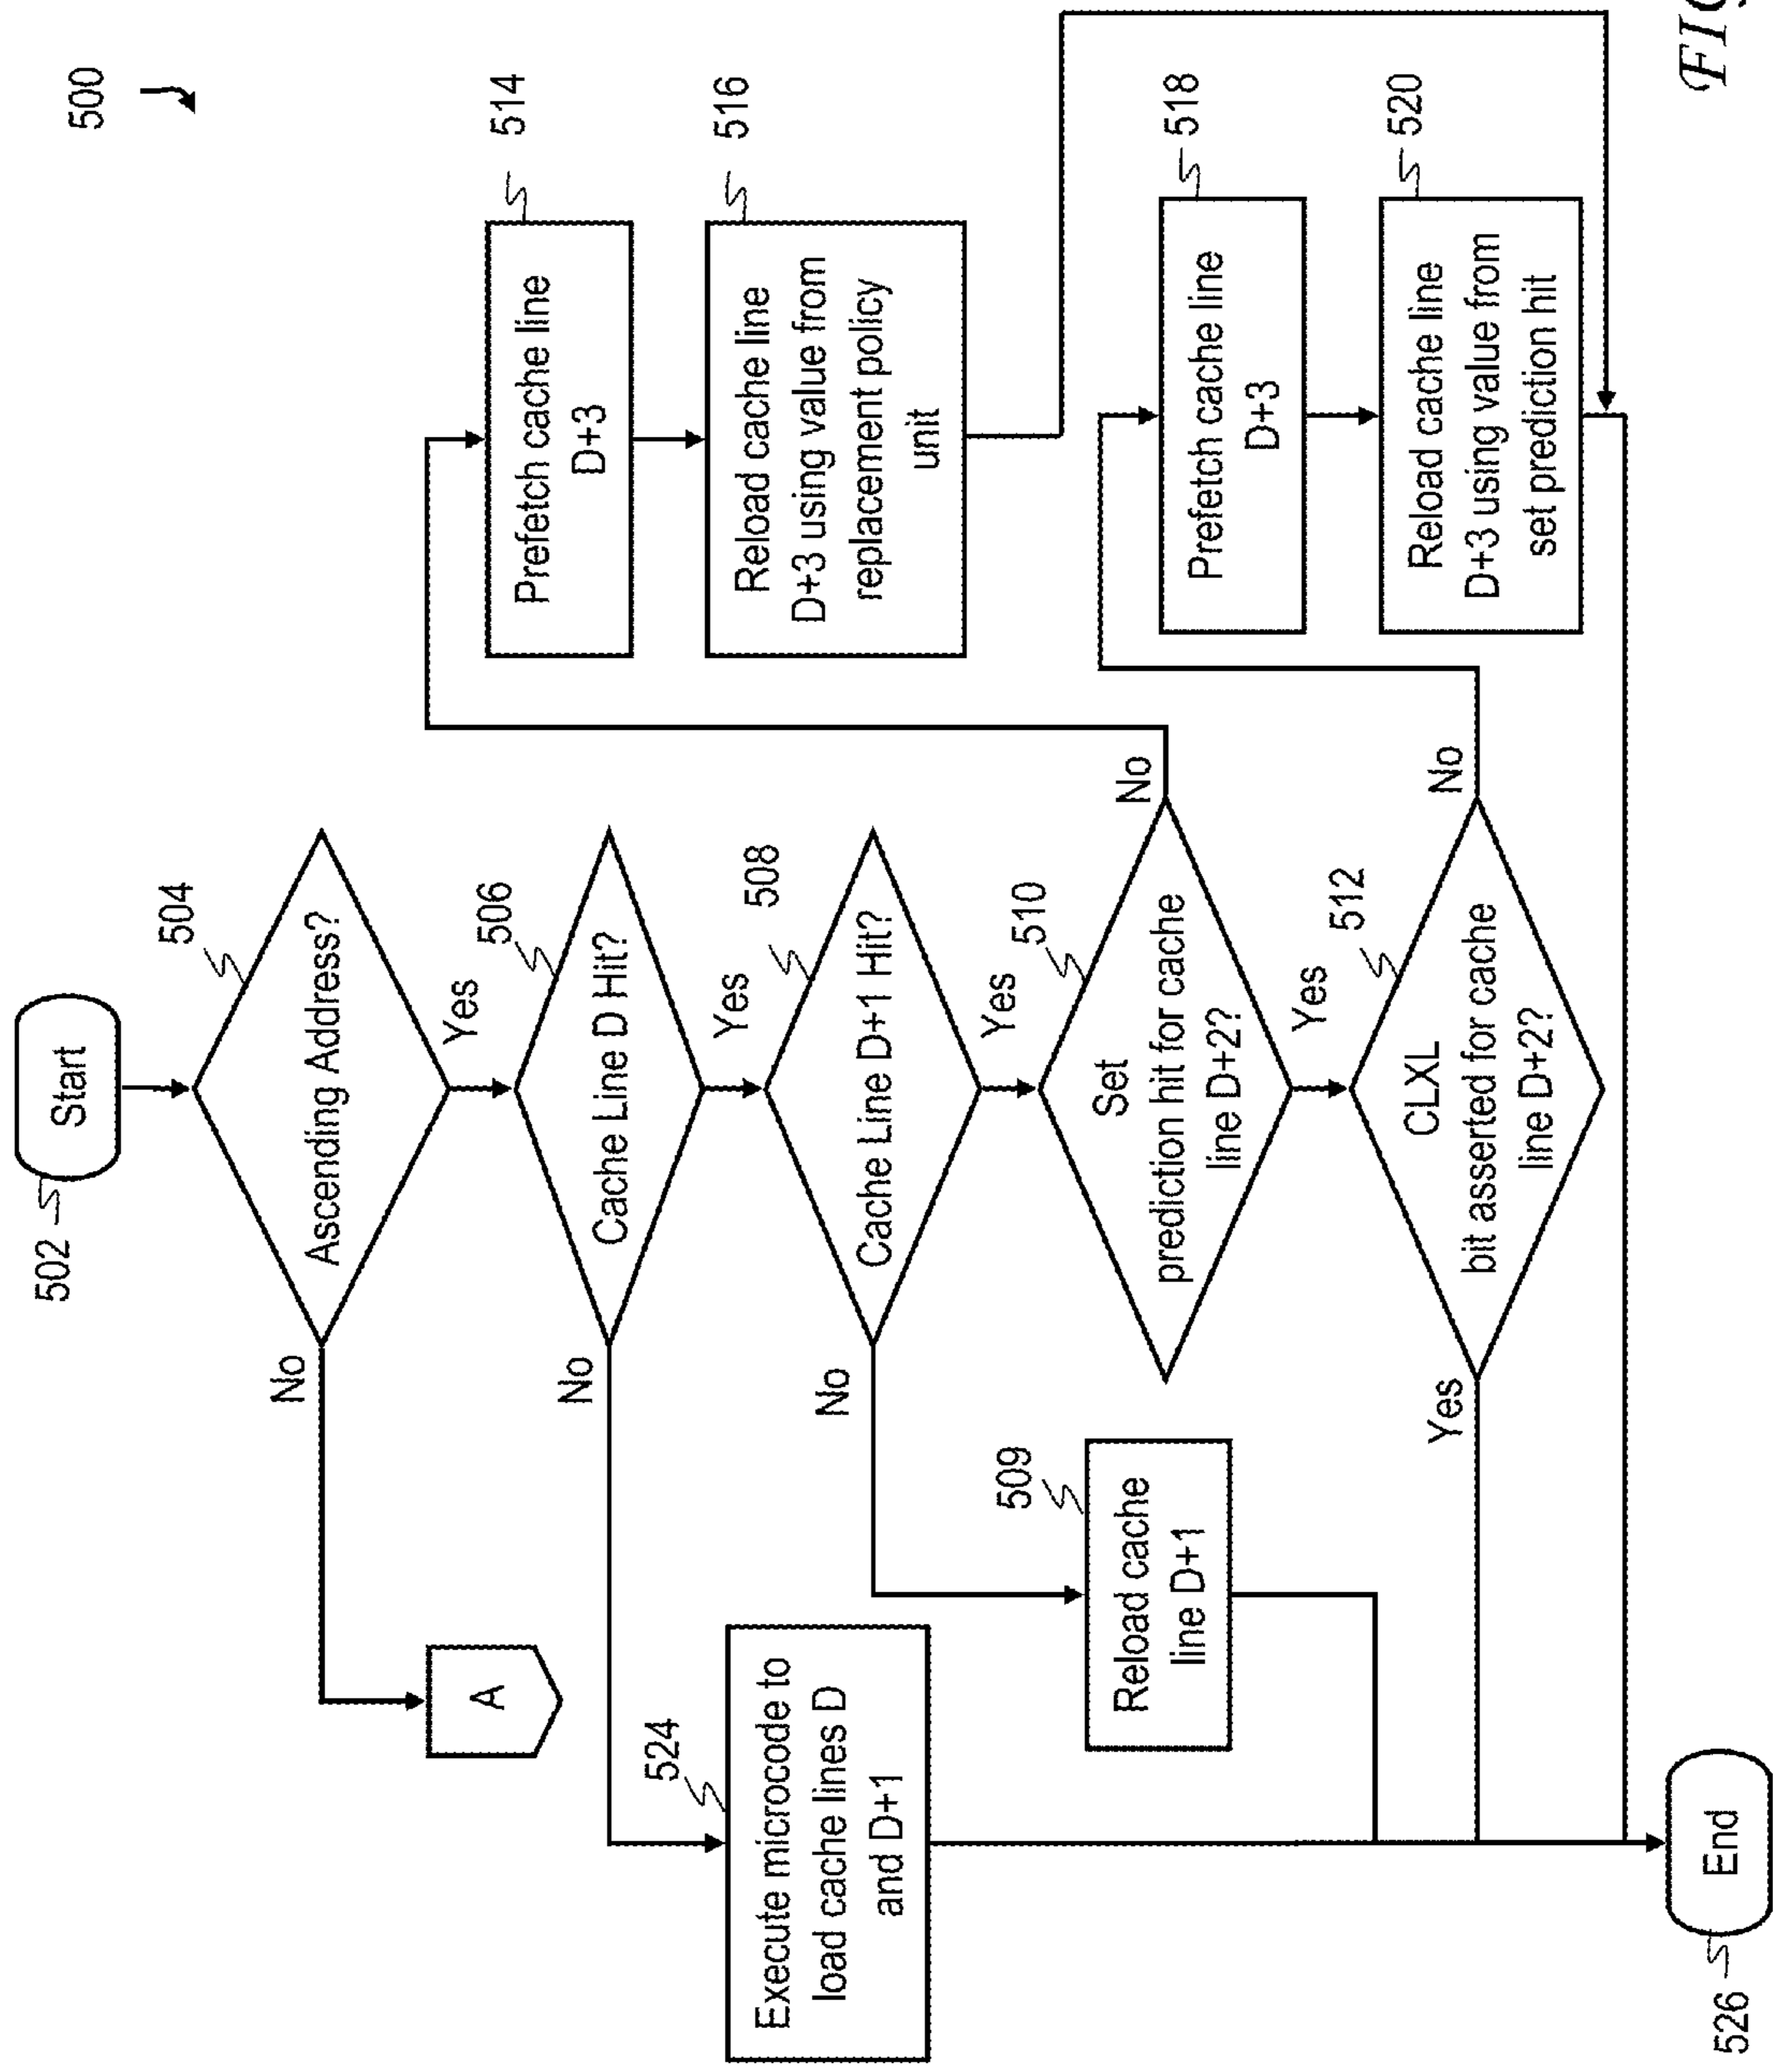 500
502
Start
504
Ascending Address?
No
Yes
A
506
Cache Line D Hit?
No
Yes
524
Execute microcode to
load cache lines D
and D+1
508
Cache Line D+1 Hit?
No
Yes
509
Reload cache
line D+1
510
Set
prediction hit for cache
line D+2?
No
Yes
514
Prefetch cache line
D+3
516
Reload cache line
D+3 using value from
replacement policy
unit
512
CLXL
bit asserted for cache
line D+2?
Yes
No
518
Prefetch cache line
D+3
520
Reload cache line
D+3 using value from
set prediction hit
End
526